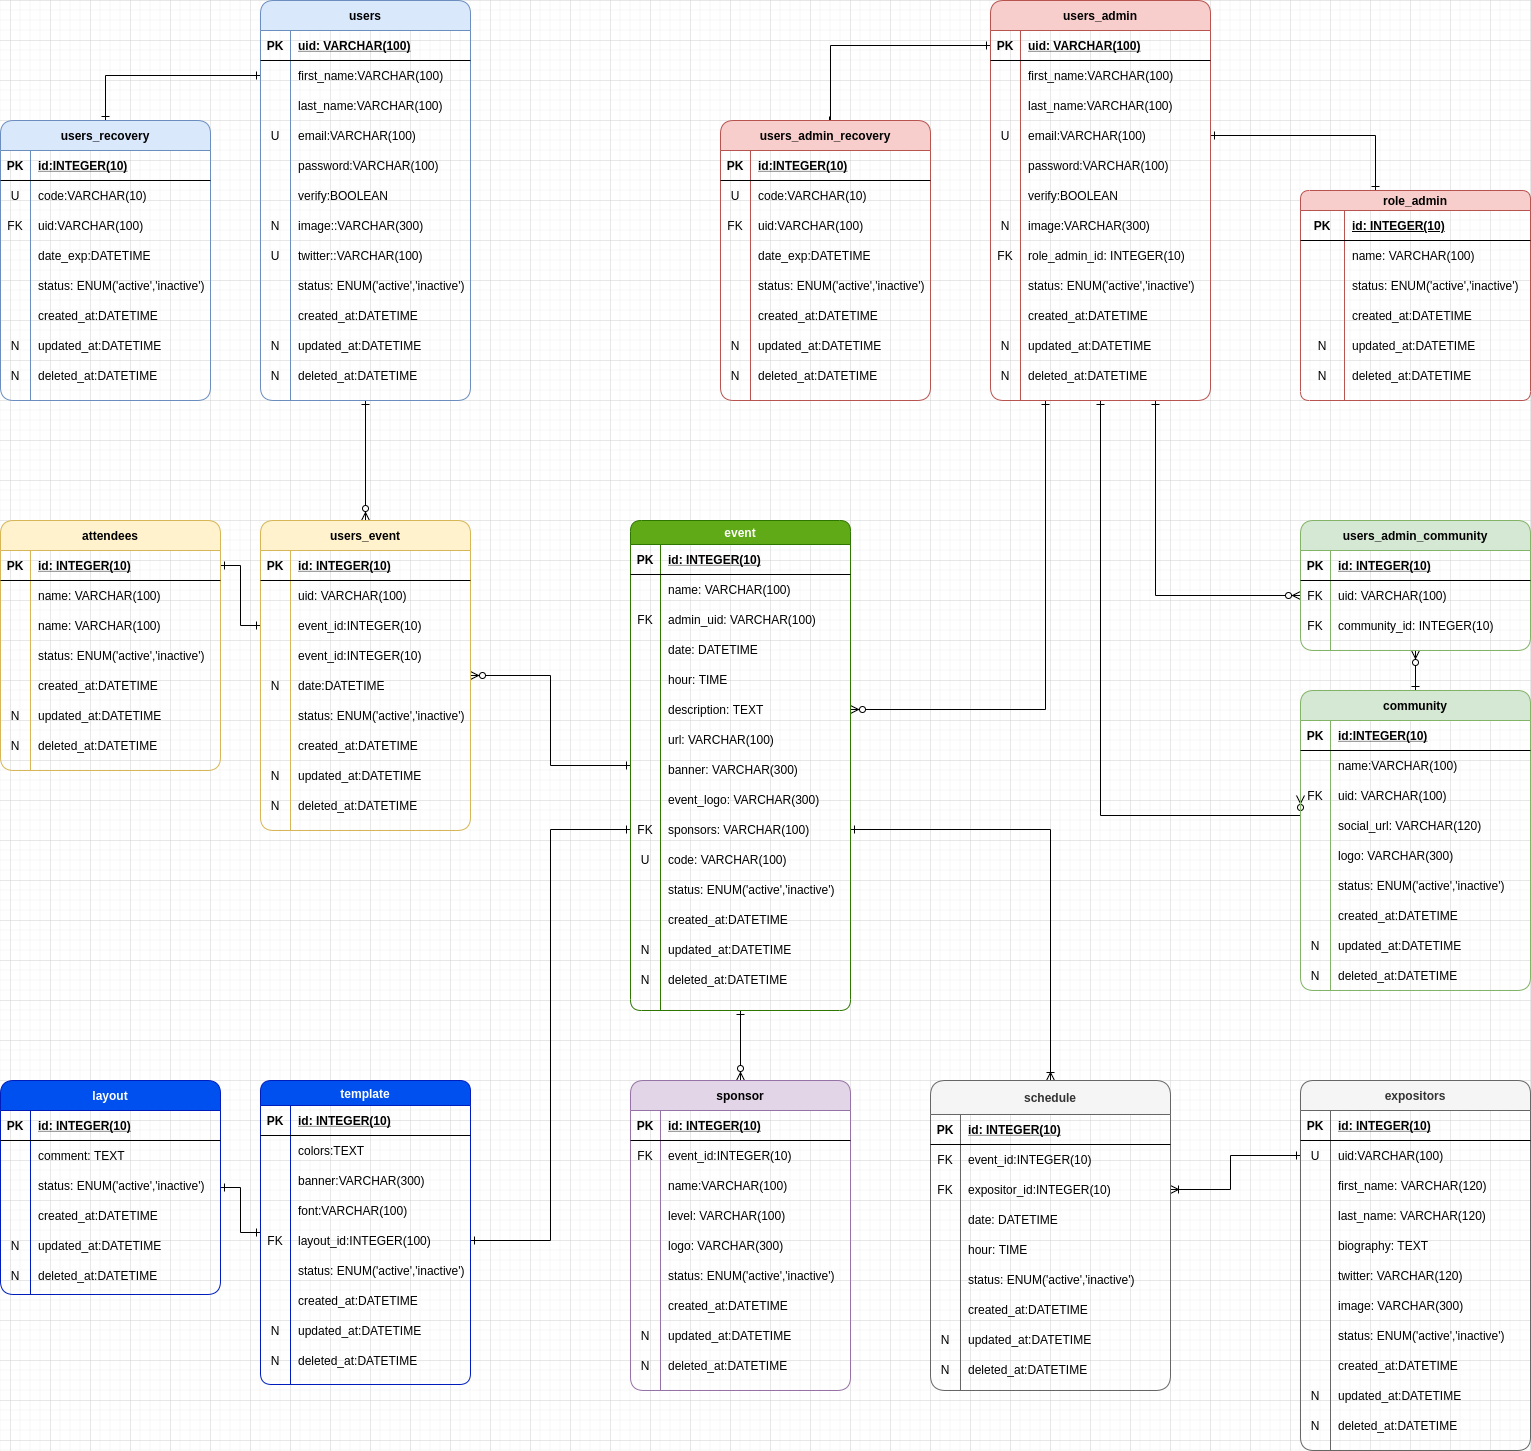 users
PK uid: VARCHAR(100)
first_name:VARCHAR(100)
last_name:VARCHAR(100)
U email:VARCHAR(100)
password:VARCHAR(100)
verify:BOOLEAN
N image::VARCHAR(300)
U twitter::VARCHAR(100)
status: ENUM('active','inactive')
created_at:DATETIME
N updated_at:DATETIME
N deleted_at:DATETIME
users_admin
PK uid: VARCHAR(100)
first_name:VARCHAR(100)
last_name:VARCHAR(100)
U email:VARCHAR(100)
password:VARCHAR(100)
verify:BOOLEAN
N image:VARCHAR(300)
FK role_admin_id: INTEGER(10)
status: ENUM('active','inactive')
created_at:DATETIME
N updated_at:DATETIME
N deleted_at:DATETIME
users_recovery
PK id:INTEGER(10)
U code:VARCHAR(10)
FK uid:VARCHAR(100)
date_exp:DATETIME
status: ENUM('active','inactive')
created_at:DATETIME
N updated_at:DATETIME
N deleted_at:DATETIME
users_admin_recovery
PK id:INTEGER(10)
U code:VARCHAR(10)
FK uid:VARCHAR(100)
date_exp:DATETIME
status: ENUM('active','inactive')
created_at:DATETIME
N updated_at:DATETIME
N deleted_at:DATETIME
role_admin
PK id: INTEGER(10)
name: VARCHAR(100)
status: ENUM('active','inactive')
created_at:DATETIME
N updated_at:DATETIME
N deleted_at:DATETIME
attendees
PK id: INTEGER(10)
name: VARCHAR(100)
name: VARCHAR(100)
status: ENUM('active','inactive')
created_at:DATETIME
N updated_at:DATETIME
N deleted_at:DATETIME
users_event
PK id: INTEGER(10)
uid: VARCHAR(100)
event_id:INTEGER(10)
event_id:INTEGER(10)
N date:DATETIME
status: ENUM('active','inactive')
created_at:DATETIME
N updated_at:DATETIME
N deleted_at:DATETIME
event
PK id: INTEGER(10)
name: VARCHAR(100)
FK admin_uid: VARCHAR(100)
date: DATETIME
hour: TIME
description: TEXT
url: VARCHAR(100)
banner: VARCHAR(300)
event_logo: VARCHAR(300)
FK sponsors: VARCHAR(100)
U code: VARCHAR(100)
status: ENUM('active','inactive')
created_at:DATETIME
N updated_at:DATETIME
N deleted_at:DATETIME
users_admin_community
PK id: INTEGER(10)
FK uid: VARCHAR(100)
FK community_id: INTEGER(10)
community
PK id:INTEGER(10)
name:VARCHAR(100)
FK uid: VARCHAR(100)
social_url: VARCHAR(120)
logo: VARCHAR(300)
status: ENUM('active','inactive')
created_at:DATETIME
N updated_at:DATETIME
N deleted_at:DATETIME
layout
PK id: INTEGER(10)
comment: TEXT
status: ENUM('active','inactive')
created_at:DATETIME
N updated_at:DATETIME
N deleted_at:DATETIME
template
PK id: INTEGER(10)
colors:TEXT
banner:VARCHAR(300)
font:VARCHAR(100)
FK layout_id:INTEGER(100)
status: ENUM('active','inactive')
created_at:DATETIME
N updated_at:DATETIME
N deleted_at:DATETIME
sponsor
PK id: INTEGER(10)
FK event_id:INTEGER(10)
name:VARCHAR(100)
level: VARCHAR(100)
logo: VARCHAR(300)
status: ENUM('active','inactive')
created_at:DATETIME
N updated_at:DATETIME
N deleted_at:DATETIME
schedule
PK id: INTEGER(10)
FK event_id:INTEGER(10)
FK expositor_id:INTEGER(10)
date: DATETIME
hour: TIME
status: ENUM('active','inactive')
created_at:DATETIME
N updated_at:DATETIME
N deleted_at:DATETIME
expositors
PK id: INTEGER(10)
U uid:VARCHAR(100)
first_name: VARCHAR(120)
last_name: VARCHAR(120)
biography: TEXT
twitter: VARCHAR(120)
image: VARCHAR(300)
status: ENUM('active','inactive')
created_at:DATETIME
N updated_at:DATETIME
N deleted_at:DATETIME